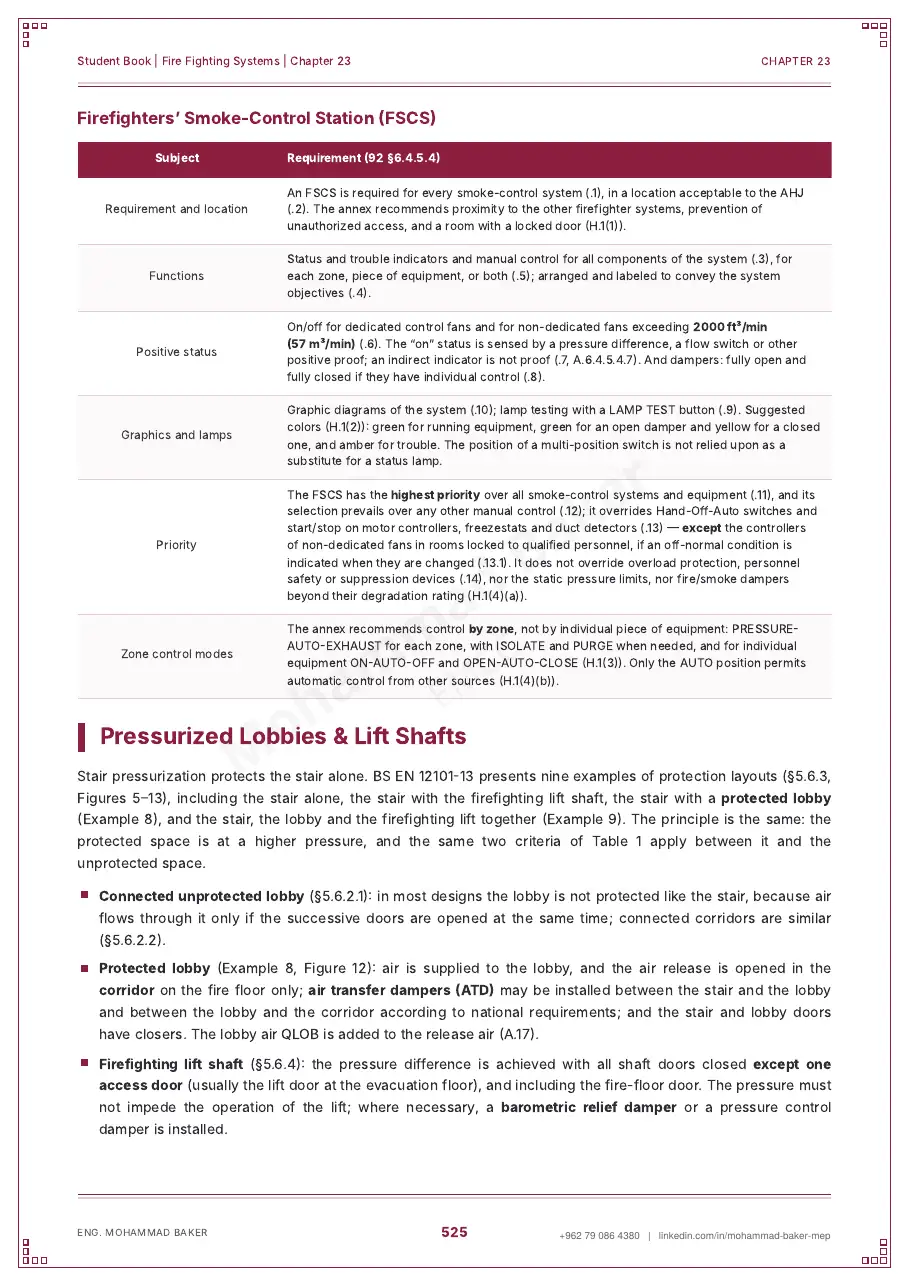 Student Book | Fire Fighting Systems | Chapter 23
CHAPTER 23
Firefighters’ Smoke-Control Station (FSCS)
Subject
Requirement (92 §6.4.5.4)
Requirement and location
An FSCS is required for every smoke-control system (.1), in a location acceptable to the AHJ
(.2). The annex recommends proximity to the other firefighter systems, prevention of
unauthorized access, and a room with a locked door (H.1(1)).
Functions
Status and trouble indicators and manual control for all components of the system (.3), for
each zone, piece of equipment, or both (.5); arranged and labeled to convey the system
objectives (.4).
Positive status
On/off for dedicated control fans and for non-dedicated fans exceeding 2000 ft³/min
(57 m³/min) (.6). The “on” status is sensed by a pressure difference, a flow switch or other
positive proof; an indirect indicator is not proof (.7, A.6.4.5.4.7). And dampers: fully open and
fully closed if they have individual control (.8).
Graphics and lamps
Graphic diagrams of the system (.10); lamp testing with a LAMP TEST button (.9). Suggested
colors (H.1(2)): green for running equipment, green for an open damper and yellow for a closed
one, and amber for trouble. The position of a multi-position switch is not relied upon as a
substitute for a status lamp.
Priority
The FSCS has the highest priority over all smoke-control systems and equipment (.11), and its
selection prevails over any other manual control (.12); it overrides Hand-Off-Auto switches and
start/stop on motor controllers, freezestats and duct detectors (.13) — except the controllers
of non-dedicated fans in rooms locked to qualified personnel, if an off-normal condition is
indicated when they are changed (.13.1). It does not override overload protection, personnel
safety or suppression devices (.14), nor the static pressure limits, nor fire/smoke dampers
beyond their degradation rating (H.1(4)(a)).
Zone control modes
The annex recommends control by zone, not by individual piece of equipment: PRESSURE-
AUTO-EXHAUST for each zone, with ISOLATE and PURGE when needed, and for individual
equipment ON-AUTO-OFF and OPEN-AUTO-CLOSE (H.1(3)). Only the AUTO position permits
automatic control from other sources (H.1(4)(b)).
Pressurized Lobbies & Lift Shafts
Stair pressurization protects the stair alone. BS EN 12101-13 presents nine examples of protection layouts (§5.6.3,
Figures 5–13), including the stair alone, the stair with the firefighting lift shaft, the stair with a protected lobby
(Example 8), and the stair, the lobby and the firefighting lift together (Example 9). The principle is the same: the
protected space is at a higher pressure, and the same two criteria of Table 1 apply between it and the
unprotected space.
Connected unprotected lobby (§5.6.2.1): in most designs the lobby is not protected like the stair, because air
flows through it only if the successive doors are opened at the same time; connected corridors are similar
(§5.6.2.2).
Protected lobby (Example 8, Figure 12): air is supplied to the lobby, and the air release is opened in the
corridor on the fire floor only; air transfer dampers (ATD) may be installed between the stair and the lobby
and between the lobby and the corridor according to national requirements; and the stair and lobby doors
have closers. The lobby air QLOB is added to the release air (A.17).
Firefighting lift shaft (§5.6.4): the pressure difference is achieved with all shaft doors closed except one
access door (usually the lift door at the evacuation floor), and including the fire-floor door. The pressure must
not impede the operation of the lift; where necessary, a barometric relief damper or a pressure control
damper is installed.
ENG. MOHAMMAD BAKER
525
+962 79 086 4380 | linkedin.com/in/mohammad-baker-mep